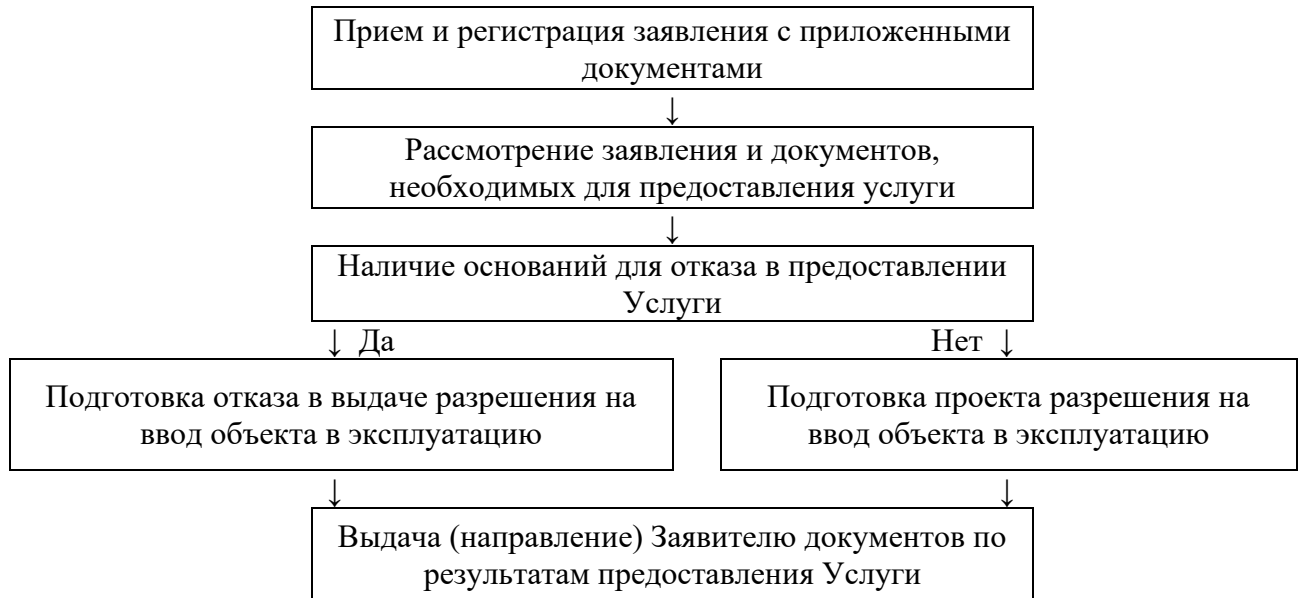 Прием и регистрация заявления с приложенными
документами
↓
Рассмотрение заявления и документов,
необходимых для предоставления услуги
↓
Наличие оснований для отказа в предоставлении
Услуги
↓ Да
Нет ↓
Подготовка отказа в выдаче разрешения на
ввод объекта в эксплуатацию
Подготовка проекта разрешения на
ввод объекта в эксплуатацию
↓
↓
Выдача (направление) Заявителю документов по
результатам предоставления Услуги